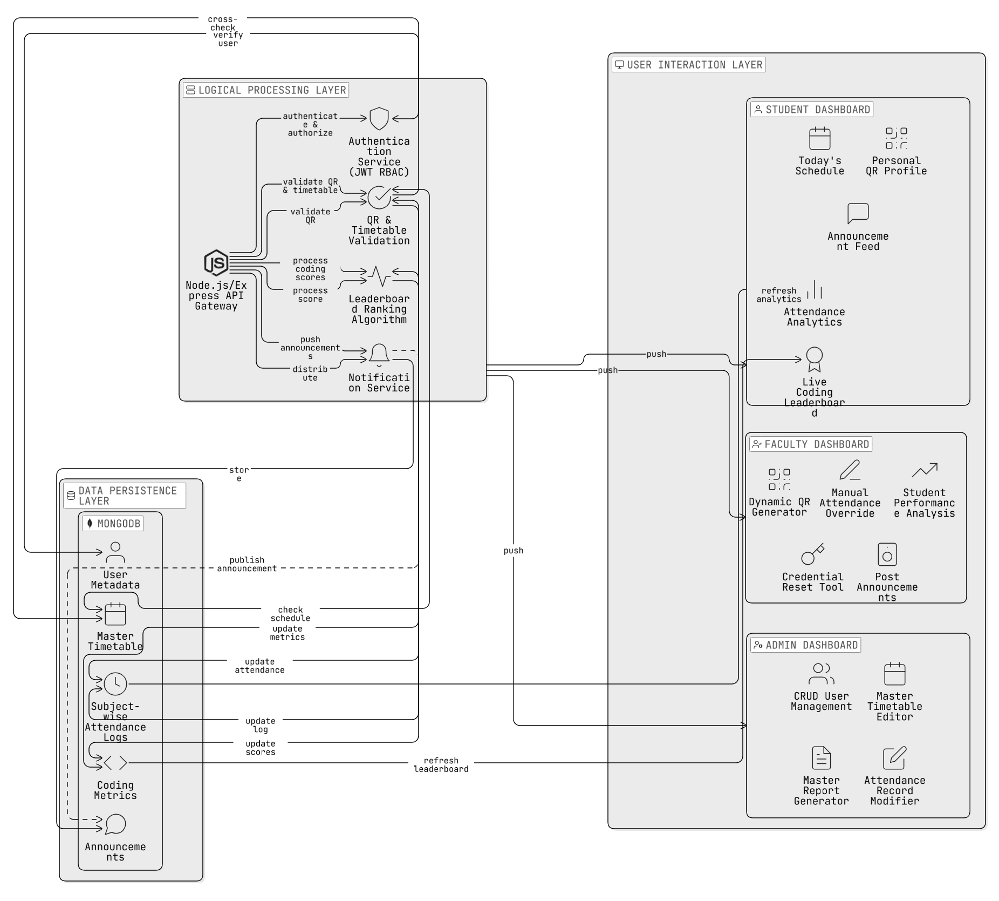 cross-
check
verify
user
USER INTERACTION LAYER
LOGICAL PROCESSING LAYER
authenticat
e &
authorize
Authentica
tion
Service
(JWT RBAC)
validate QR
& timetable
validate
QR
QR &
Timetable
Validation
JS
Node.js/Ex
press API
Gateway
process
coding
scores
process
score
Leaderboar
d Ranking
Algorithm
push
announcement
s
distrib
ute
Notificati
on Service
STUDENT DASHBOARD
Today's
Schedule
Personal
QR Profile
Announceme
nt Feed
refresh
analytics
Attendance
Analytics
push
push
Live
Coding
Leaderboar
d
FACULTY DASHBOARD
Dynamic QR
Generator
Manual
Attendance
Override
Student
Performanc
e Analysis
Credential
Reset Tool
Post
Announceme
nts
push
ADMIN DASHBOARD
CRUD User
Management
Master
Timetable
Editor
Master
Report
Generator
Attendance
Record
Modifier
stor
e
DATA PERSISTENCE
LAYER
MONGODB
User
Metadata
publish
announcement
Master
Timetable
check
schedule
update
metrics
update
attendance
Subject-
wise
Attendance
Logs
update
log
update
scores
refresh
leaderboard
Coding
Metrics
Announceme
nts